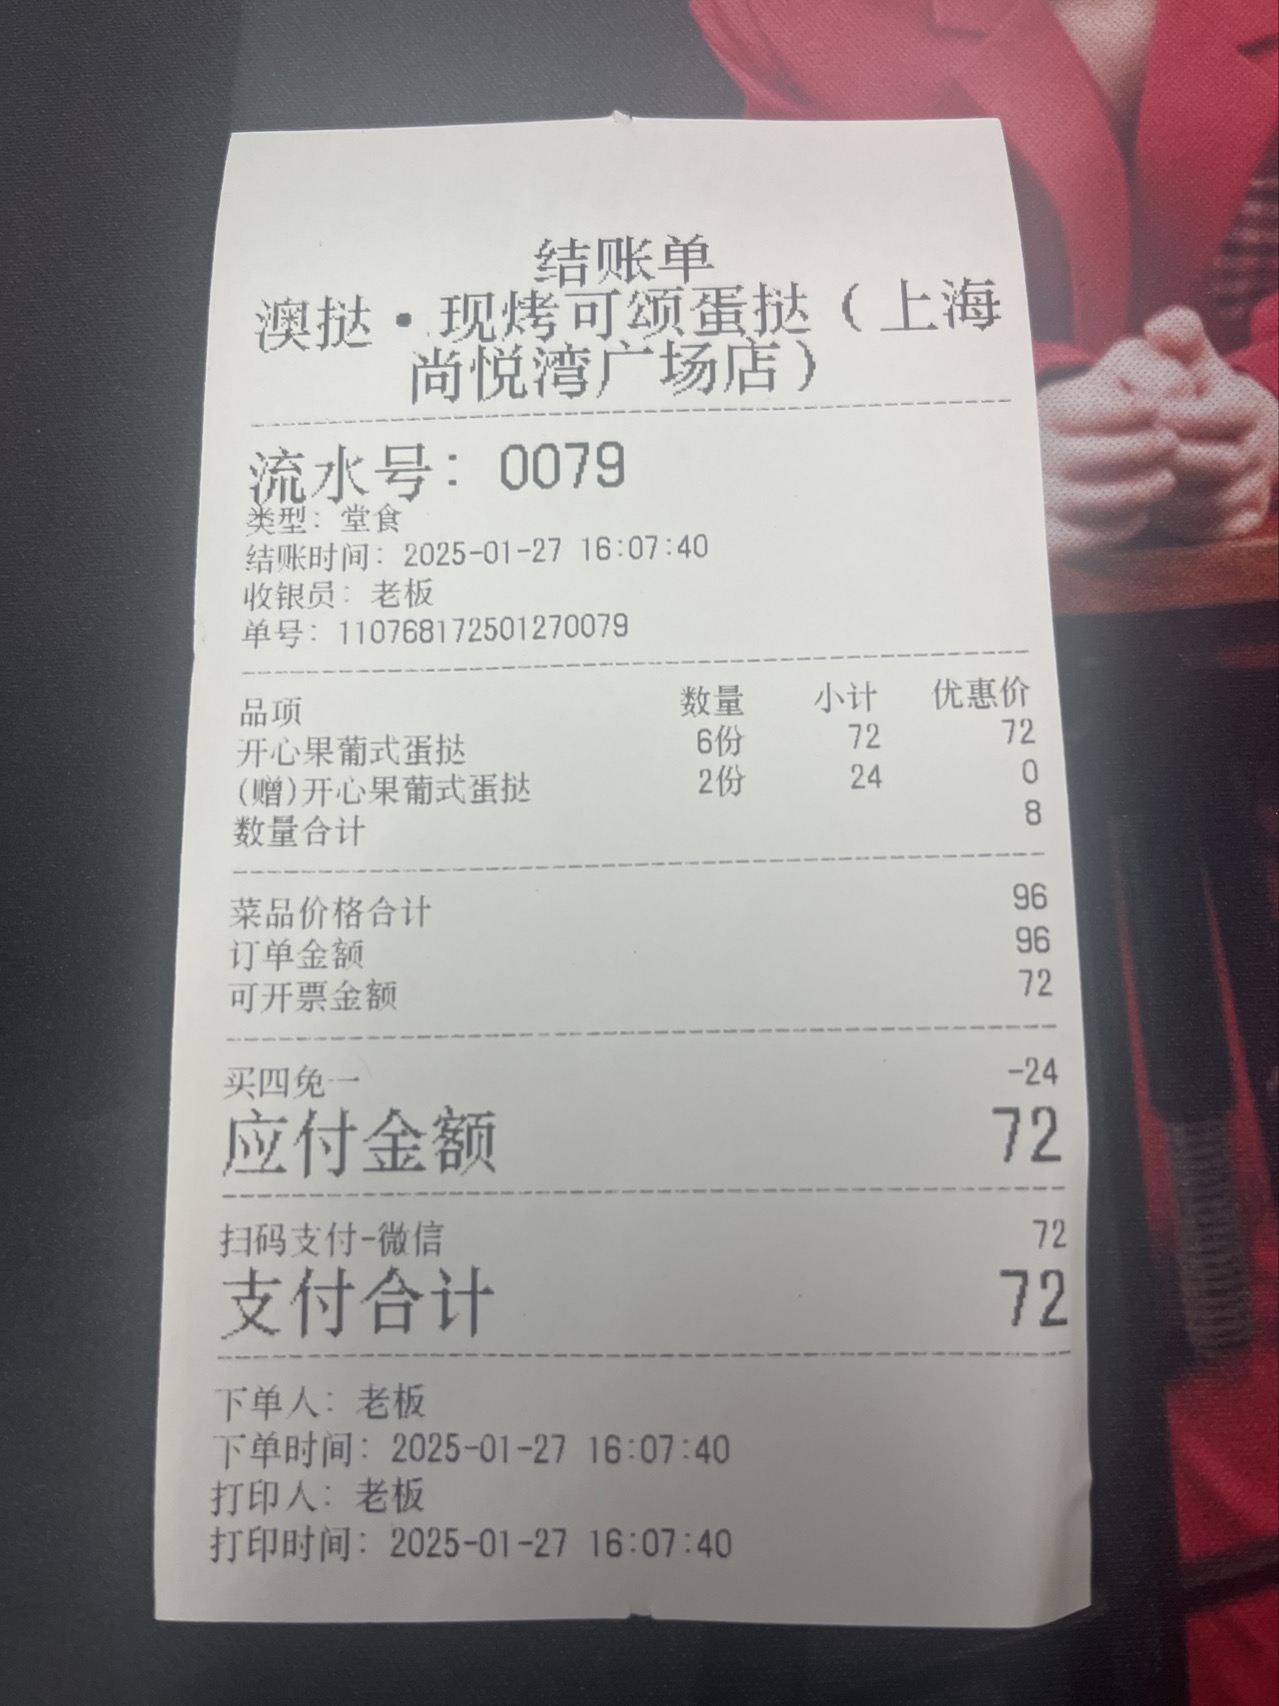 结账单
澳挞·现烤可颂蛋挞（上海
尚悦湾广场店）
流水号：0079
类型：堂食
结账时间：2025-01-27 16:07:40
收银员：老板
单号：110768172501270079
品项 数量 小计 优惠价
开心果葡式蛋挞 6份 72 72
(赠)开心果葡式蛋挞 2份 24 0
数量合计 8
菜品价格合计 96
订单金额 96
可开票金额 72
买四免一 -24
应付金额 72
扫码支付-微信 72
支付合计 72
下单人：老板
下单时间：2025-01-27 16:07:40
打印人：老板
打印时间：2025-01-27 16:07:40